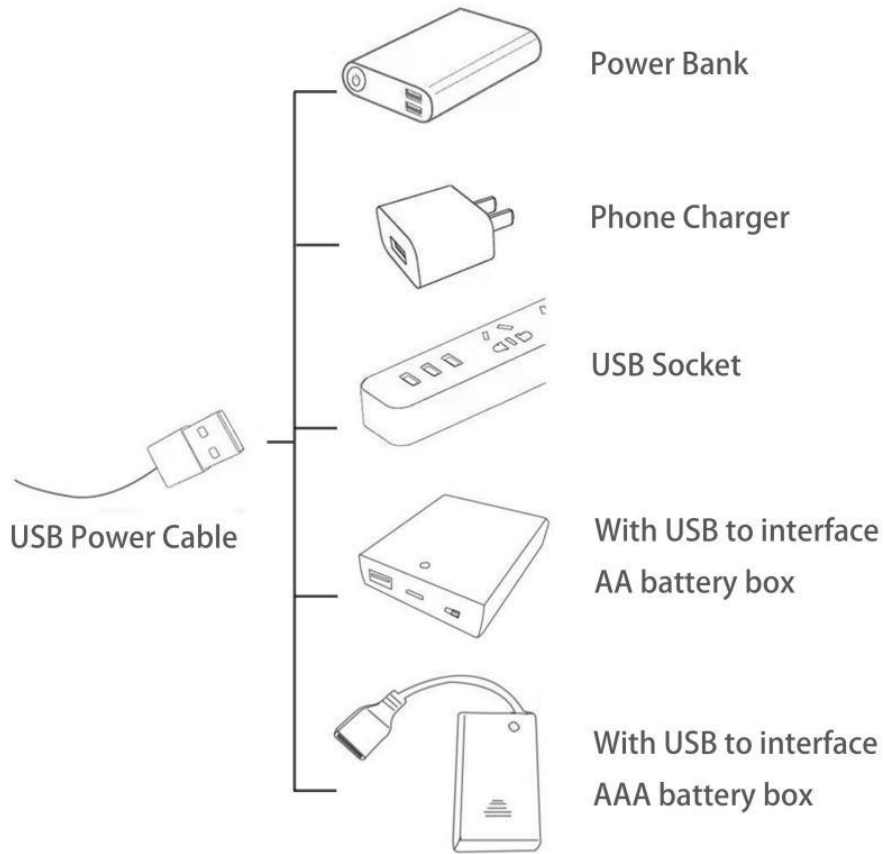 Power Bank
Phone Charger
USB Socket
USB Power Cable
With USB to interface
AA battery box
With USB to interface
AAA battery box